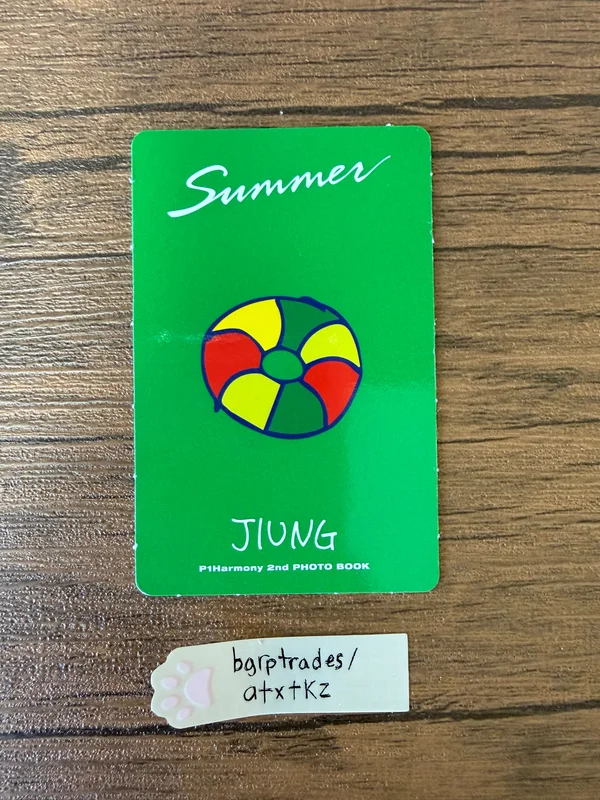 Summer
JIUNG
P1Harmony 2nd PHOTO BOOK
bgrptrades/
atxtkz